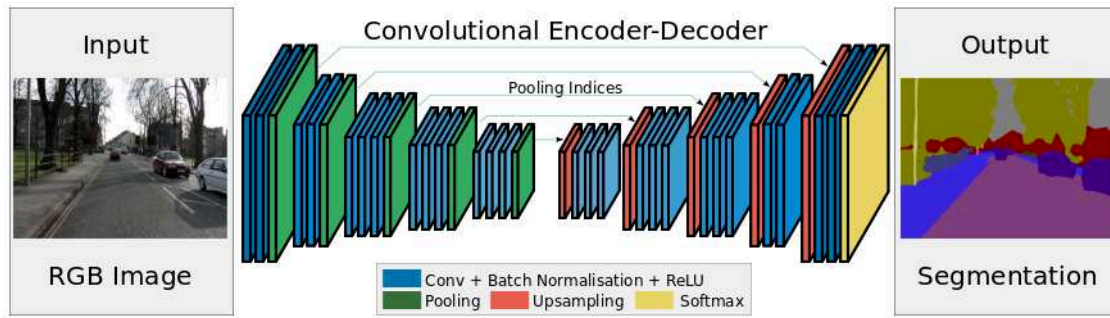 Input
Convolutional Encoder-Decoder
Output
Pooling Indices
RGB Image
Segmentation
Conv + Batch Normalisation + ReLU
Pooling
Upsampling
Softmax